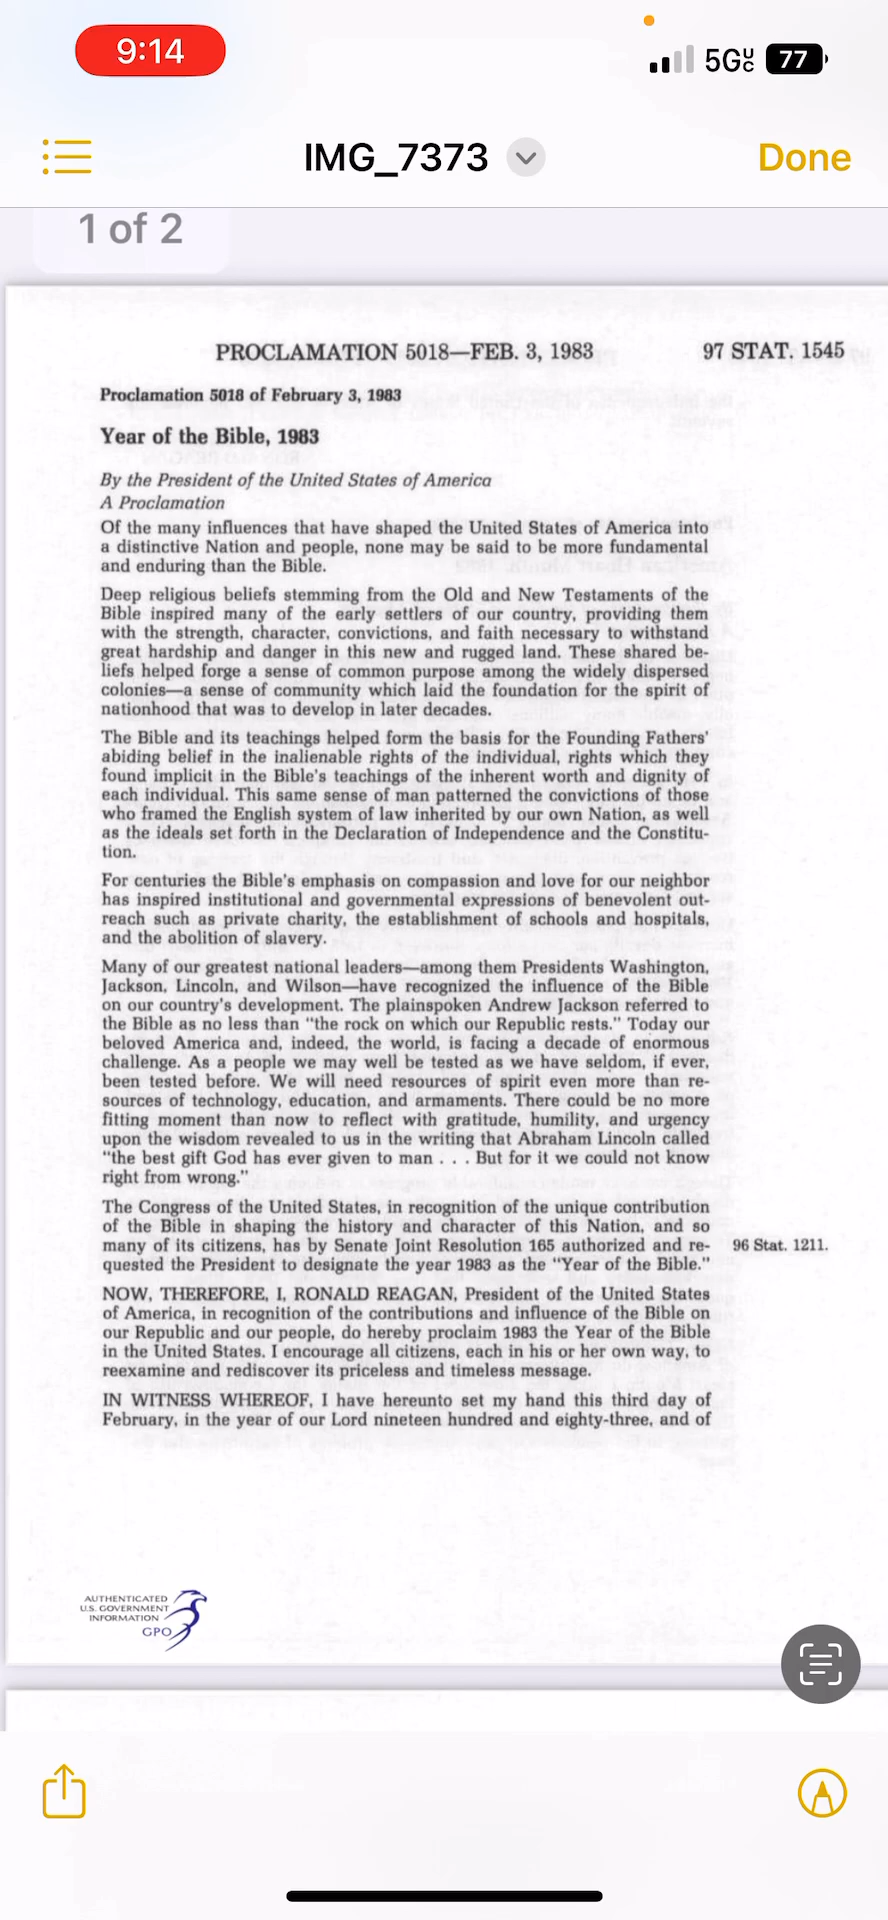 9:14
5G UC 77
IMG_7373
Done
1 of 2
PROCLAMATION 5018—FEB. 3, 1983 97 STAT. 1545
Proclamation 5018 of February 3, 1983
Year of the Bible, 1983
By the President of the United States of America
A Proclamation
Of the many influences that have shaped the United States of America into
a distinctive Nation and people, none may be said to be more fundamental
and enduring than the Bible.
Deep religious beliefs stemming from the Old and New Testaments of the
Bible inspired many of the early settlers of our country, providing them
with the strength, character, convictions, and faith necessary to withstand
great hardship and danger in this new and rugged land. These shared be-
liefs helped forge a sense of common purpose among the widely dispersed
colonies—a sense of community which laid the foundation for the spirit of
nationhood that was to develop in later decades.
The Bible and its teachings helped form the basis for the Founding Fathers'
abiding belief in the inalienable rights of the individual, rights which they
found implicit in the Bible's teachings of the inherent worth and dignity of
each individual. This same sense of man patterned the convictions of those
who framed the English system of law inherited by our own Nation, as well
as the ideals set forth in the Declaration of Independence and the Constitu-
tion.
For centuries the Bible's emphasis on compassion and love for our neighbor
has inspired institutional and governmental expressions of benevolent out-
reach such as private charity, the establishment of schools and hospitals,
and the abolition of slavery.
Many of our greatest national leaders—among them Presidents Washington,
Jackson, Lincoln, and Wilson—have recognized the influence of the Bible
on our country's development. The plainspoken Andrew Jackson referred to
the Bible as no less than "the rock on which our Republic rests." Today our
beloved America and, indeed, the world, is facing a decade of enormous
challenge. As a people we may well be tested as we have seldom, if ever,
been tested before. We will need resources of spirit even more than re-
sources of technology, education, and armaments. There could be no more
fitting moment than now to reflect with gratitude, humility, and urgency
upon the wisdom revealed to us in the writing that Abraham Lincoln called
"the best gift God has ever given to man . . . But for it we could not know
right from wrong."
The Congress of the United States, in recognition of the unique contribution
of the Bible in shaping the history and character of this Nation, and so
many of its citizens, has by Senate Joint Resolution 165 authorized and re- 96 Stat. 1211.
quested the President to designate the year 1983 as the "Year of the Bible."
NOW, THEREFORE, I, RONALD REAGAN, President of the United States
of America, in recognition of the contributions and influence of the Bible on
our Republic and our people, do hereby proclaim 1983 the Year of the Bible
in the United States. I encourage all citizens, each in his or her own way, to
reexamine and rediscover its priceless and timeless message.
IN WITNESS WHEREOF, I have hereunto set my hand this third day of
February, in the year of our Lord nineteen hundred and eighty-three, and of
AUTHENTICATED
U.S. GOVERNMENT
INFORMATION
GPO